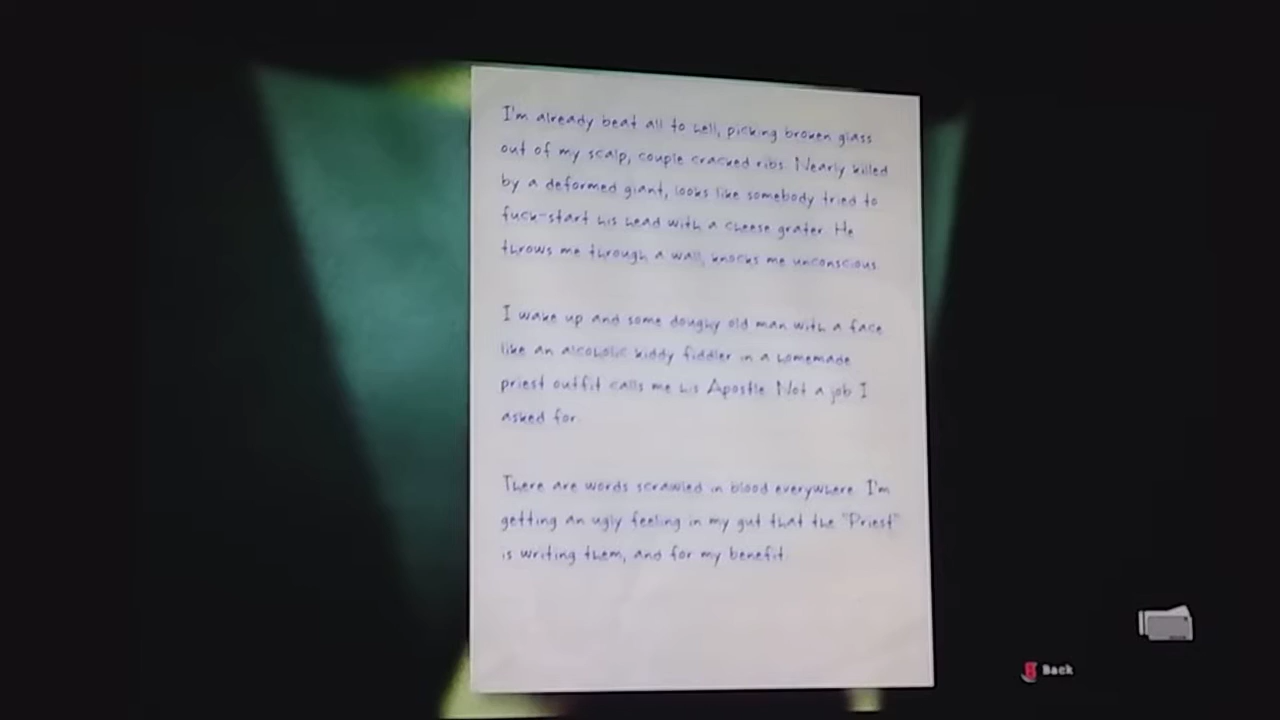 I'm already beat all to hell, picking broken glass
out of my scalp, couple cracked ribs. Nearly killed
by a deformed giant, looks like somebody tried to
fuck-start his head with a cheese grater. He
throws me through a wall, knocks me unconscious.
I wake up and some doughy old man with a face
like an alcoholic kiddy fiddler in a homemade
priest outfit calls me his Apostle. Not a job I
asked for.
There are words scrawled in blood everywhere. I'm
getting an ugly feeling in my gut that the "Priest"
is writing them, and for my benefit.
Back